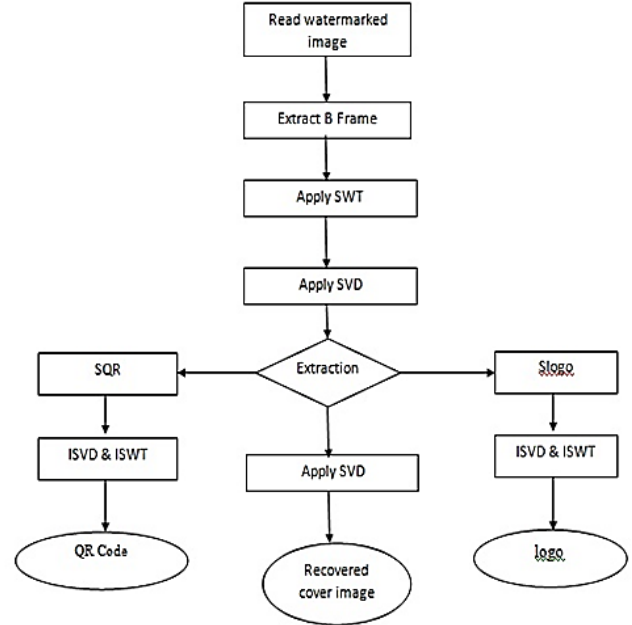 Read watermarked
image
Extract B Frame
Apply SWT
Apply SVD
SQR
Extraction
Slogo
ISVD & ISWT
Apply SVD
ISVD & ISWT
QR Code
Recovered
cover image
logo